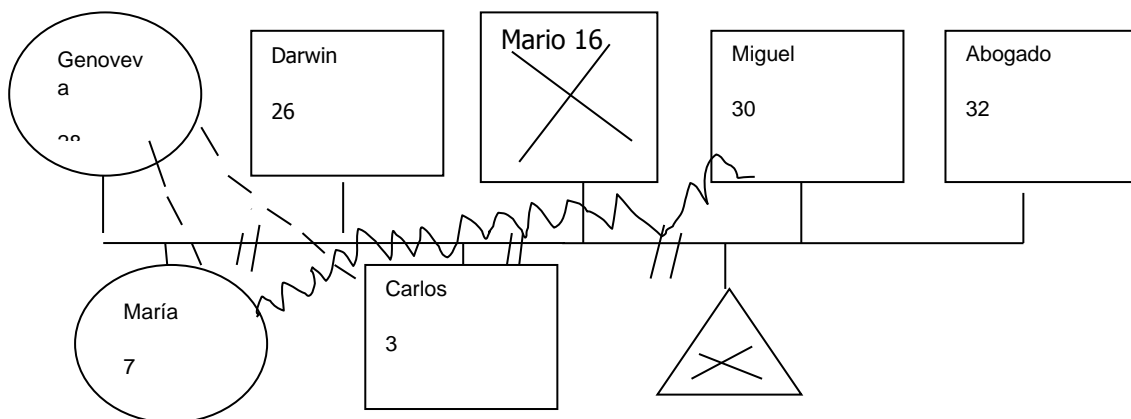 Genovev
a
Darwin
26
Mario 16
Miguel
30
Abogado
32
María
7
Carlos
3